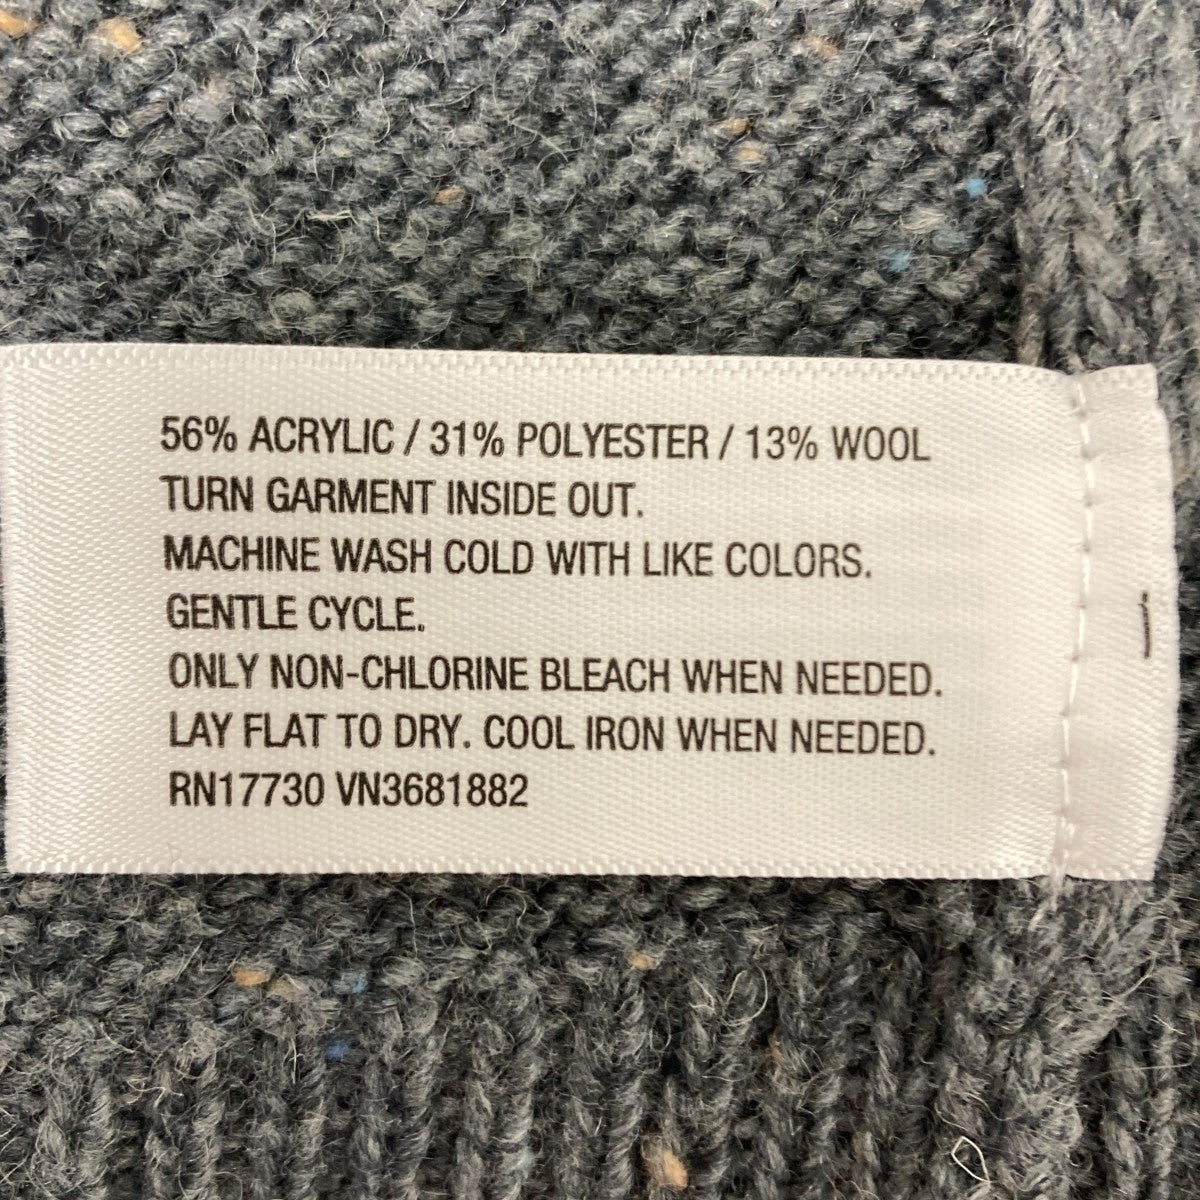 56% ACRYLIC / 31% POLYESTER / 13% WOOL
TURN GARMENT INSIDE OUT.
MACHINE WASH COLD WITH LIKE COLORS.
GENTLE CYCLE.
ONLY NON-CHLORINE BLEACH WHEN NEEDED.
LAY FLAT TO DRY. COOL IRON WHEN NEEDED.
RN17730 VN3681882